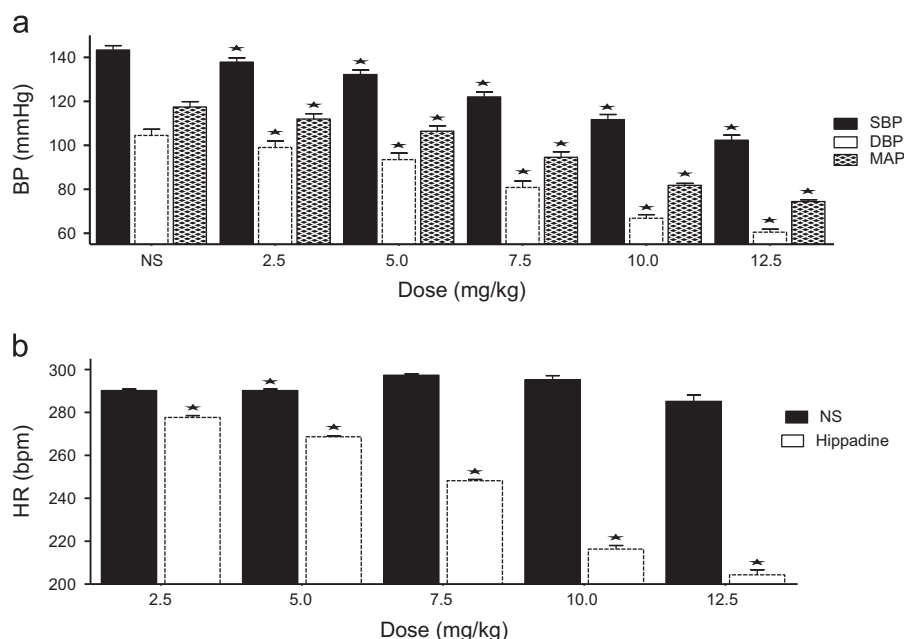 a
140
120
100
80
60
BP (mmHg)
SBP
DBP
MAP
NS 2.5 5.0 7.5 10.0 12.5
Dose (mg/kg)
b
300
280
260
240
220
200
HR (bpm)
NS
Hippadine
2.5 5.0 7.5 10.0 12.5
Dose (mg/kg)